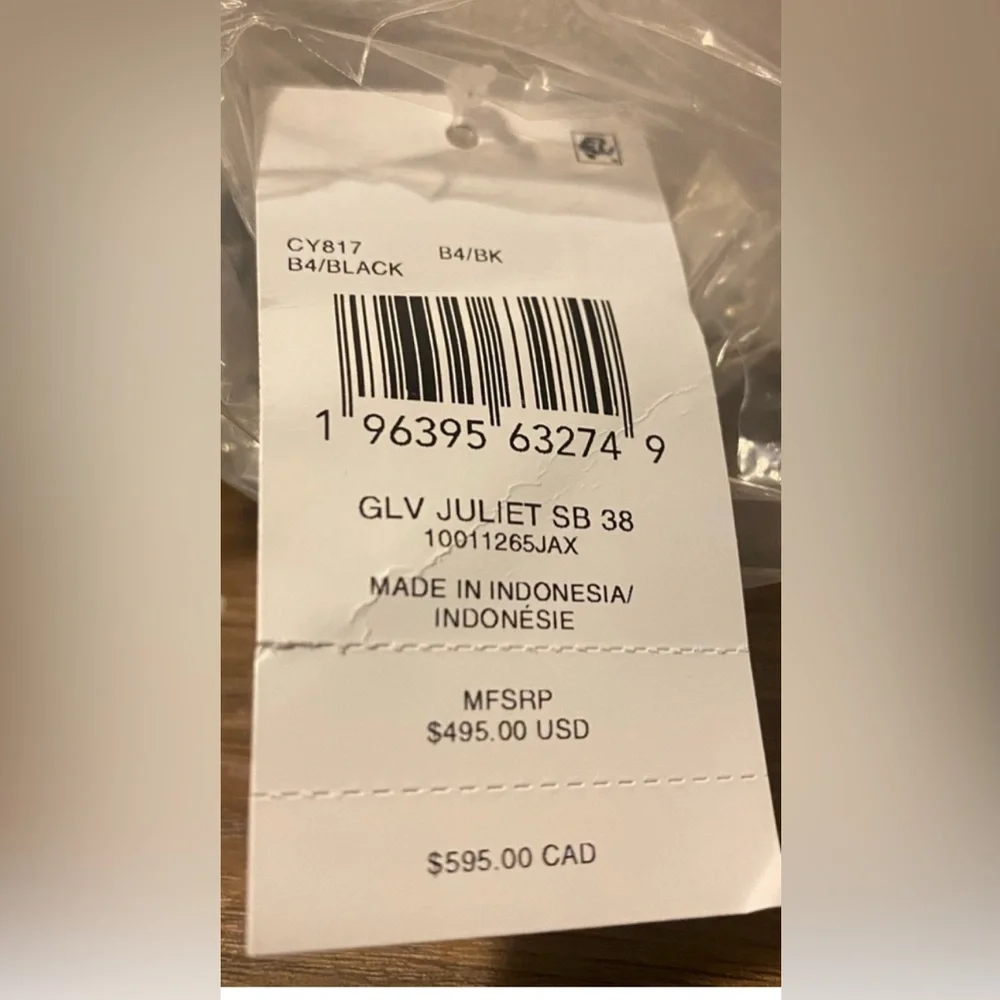 CY817 B4/BK
B4/BLACK
1 96395 63274 9
GLV JULIET SB 38
10011265JAX
MADE IN INDONESIA/
INDONÉSIE
MFSRP
$495.00 USD
$595.00 CAD